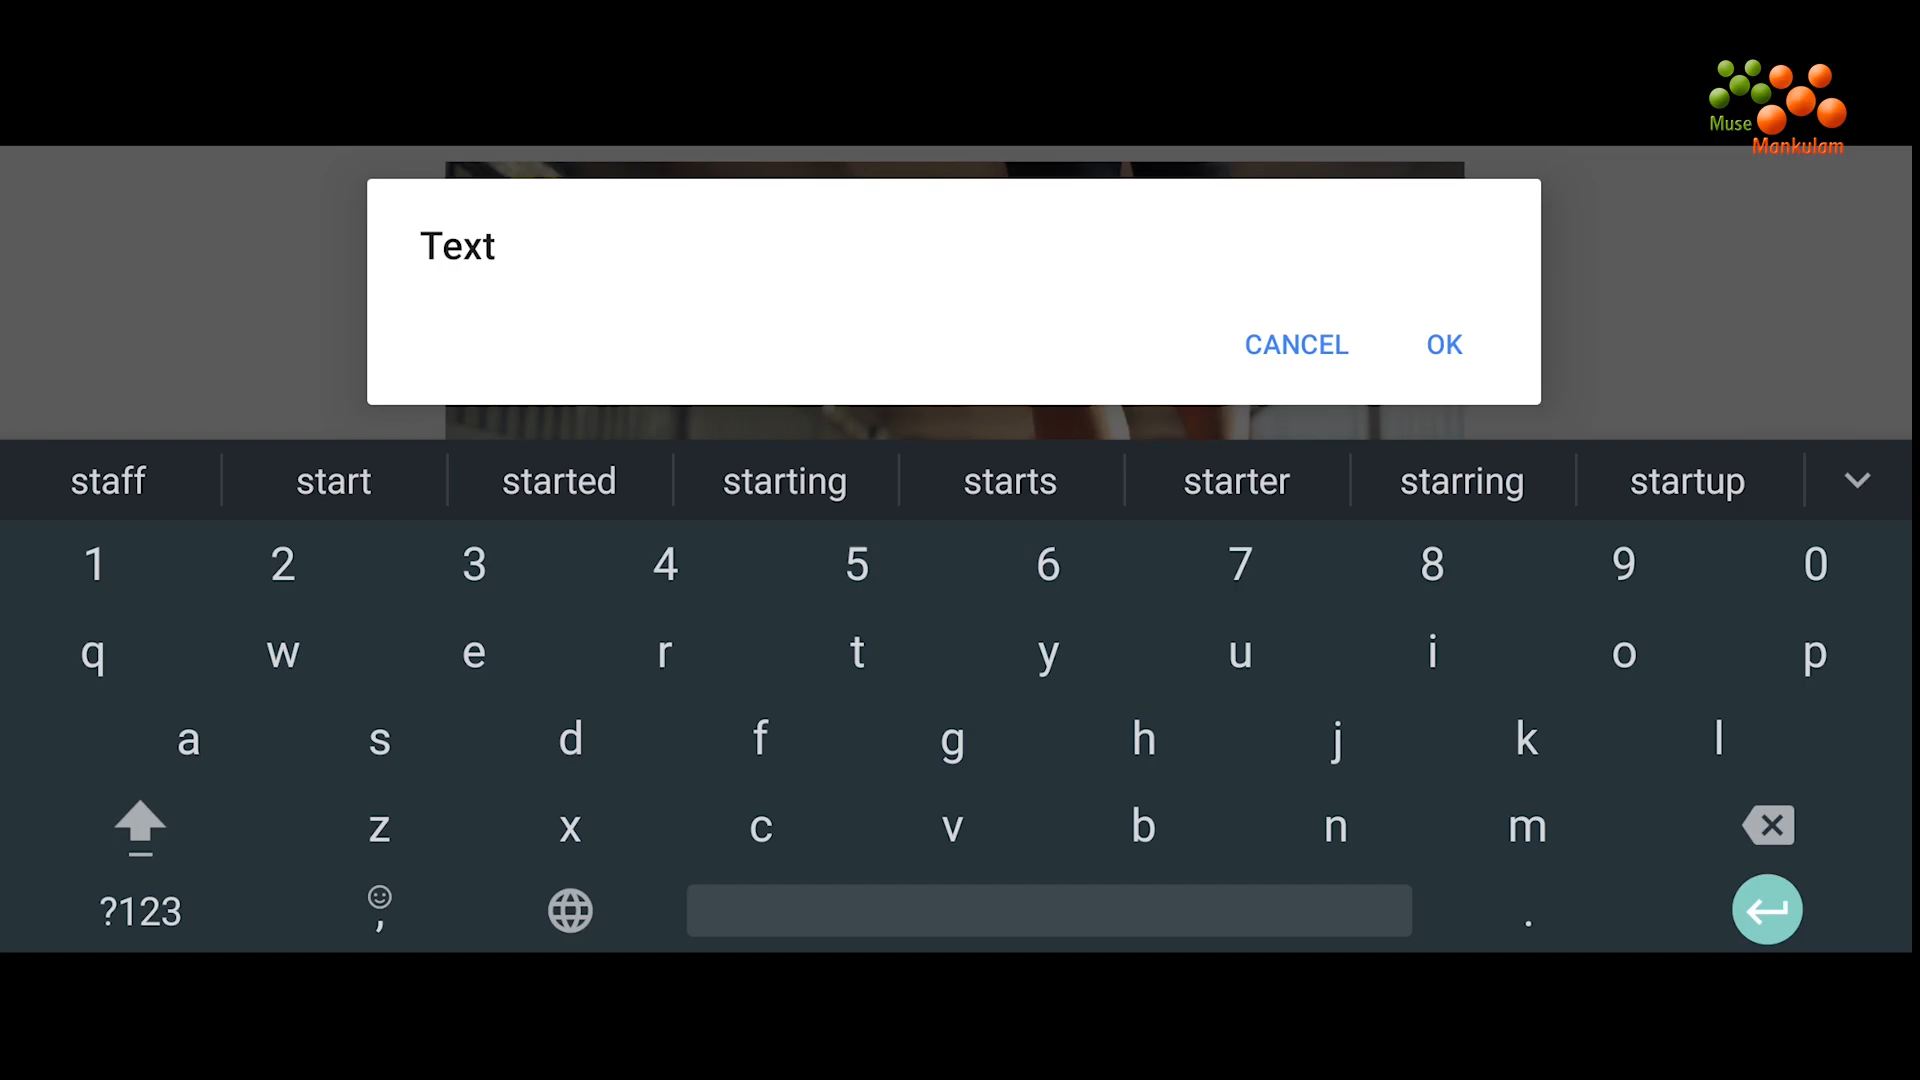 Muse
Mankulam
Text
CANCEL OK
staff start started starting starts starter starring startup
1 2 3 4 5 6 7 8 9 0
q w e r t y u i o p
a s d f g h j k l
z x c v b n m
?123 , .